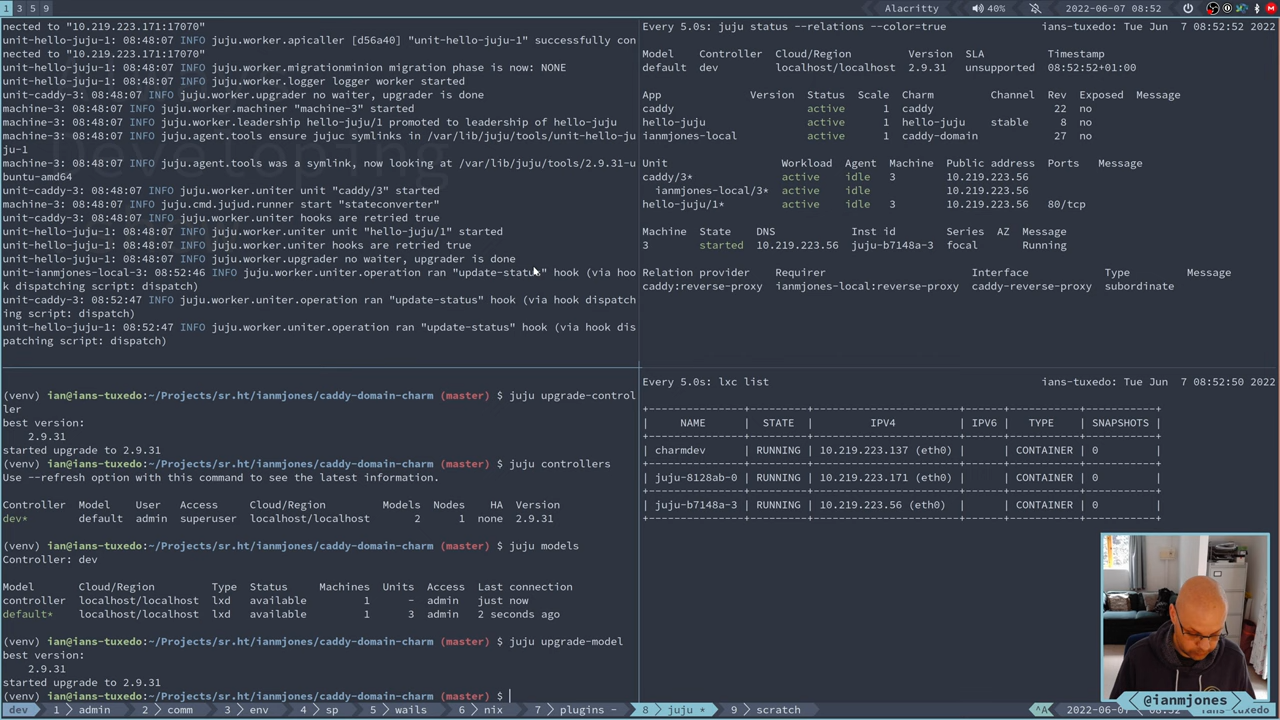 1 3 5 9
Alacritty
40%
2022-06-07 08:52
nected to "10.219.223.171:17070"
unit-hello-juju-1: 08:48:07 INFO juju.worker.apicaller [d56a40] "unit-hello-juju-1" successfully con
nected to "10.219.223.171:17070"
unit-hello-juju-1: 08:48:07 INFO juju.worker.migrationminion migration phase is now: NONE
unit-hello-juju-1: 08:48:07 INFO juju.worker.logger logger worker started
unit-caddy-3: 08:48:07 INFO juju.worker.upgrader no waiter, upgrader is done
machine-3: 08:48:07 INFO juju.worker.machiner "machine-3" started
machine-3: 08:48:07 INFO juju.worker.leadership hello-juju/1 promoted to leadership of hello-juju
machine-3: 08:48:07 INFO juju.agent.tools ensure jujuc symlinks in /var/lib/juju/tools/unit-hello-ju
ju-1
machine-3: 08:48:07 INFO juju.agent.tools was a symlink, now looking at /var/lib/juju/tools/2.9.31-u
buntu-amd64
unit-caddy-3: 08:48:07 INFO juju.worker.uniter unit "caddy/3" started
machine-3: 08:48:07 INFO juju.cmd.jujud.runner start "stateconverter"
unit-caddy-3: 08:48:07 INFO juju.worker.uniter hooks are retried true
unit-hello-juju-1: 08:48:07 INFO juju.worker.uniter unit "hello-juju/1" started
unit-hello-juju-1: 08:48:07 INFO juju.worker.uniter hooks are retried true
unit-hello-juju-1: 08:48:07 INFO juju.worker.upgrader no waiter, upgrader is done
unit-ianmjones-local-3: 08:52:46 INFO juju.worker.uniter.operation ran "update-status" hook (via hoo
k dispatching script: dispatch)
unit-caddy-3: 08:52:47 INFO juju.worker.uniter.operation ran "update-status" hook (via hook dispatch
ing script: dispatch)
unit-hello-juju-1: 08:52:47 INFO juju.worker.uniter.operation ran "update-status" hook (via hook dis
patching script: dispatch)
Developing
Every 5.0s: juju status --relations --color=true ians-tuxedo: Tue Jun 7 08:52:52 2022
Model Controller Cloud/Region Version SLA Timestamp
default dev localhost/localhost 2.9.31 unsupported 08:52:52+01:00
App Version Status Scale Charm Channel Rev Exposed Message
caddy active 1 caddy 22 no
hello-juju active 1 hello-juju stable 8 no
ianmjones-local active 1 caddy-domain 27 no
Unit Workload Agent Machine Public address Ports Message
caddy/3* active idle 3 10.219.223.56
ianmjones-local/3* active idle 10.219.223.56
hello-juju/1* active idle 3 10.219.223.56 80/tcp
Machine State DNS Inst id Series AZ Message
3 started 10.219.223.56 juju-b7148a-3 focal Running
Relation provider Requirer Interface Type Message
caddy:reverse-proxy ianmjones-local:reverse-proxy caddy-reverse-proxy subordinate
(venv) ian@ians-tuxedo:~/Projects/sr.ht/ianmjones/caddy-domain-charm (master) $ juju upgrade-control
ler
best version:
2.9.31
started upgrade to 2.9.31
(venv) ian@ians-tuxedo:~/Projects/sr.ht/ianmjones/caddy-domain-charm (master) $ juju controllers
Use --refresh option with this command to see the latest information.
Controller Model User Access Cloud/Region Models Nodes HA Version
dev* default admin superuser localhost/localhost 2 1 none 2.9.31
(venv) ian@ians-tuxedo:~/Projects/sr.ht/ianmjones/caddy-domain-charm (master) $ juju models
Controller: dev
Model Cloud/Region Type Status Machines Units Access Last connection
controller localhost/localhost lxd available 1 - admin just now
default* localhost/localhost lxd available 1 3 admin 2 seconds ago
(venv) ian@ians-tuxedo:~/Projects/sr.ht/ianmjones/caddy-domain-charm (master) $ juju upgrade-model
best version:
2.9.31
started upgrade to 2.9.31
(venv) ian@ians-tuxedo:~/Projects/sr.ht/ianmjones/caddy-domain-charm (master) $
Every 5.0s: lxc list ians-tuxedo: Tue Jun 7 08:52:50 2022
| NAME | STATE | IPV4 | IPV6 | TYPE | SNAPSHOTS |
| charmdev | RUNNING | 10.219.223.137 (eth0) | | CONTAINER | 0 |
| juju-8128ab-0 | RUNNING | 10.219.223.171 (eth0) | | CONTAINER | 0 |
| juju-b7148a-3 | RUNNING | 10.219.223.56 (eth0) | | CONTAINER | 0 |
@ianmjones
dev 1 admin 2 comm 3 env 4 sp 5 wails 6 nix 7 plugins - 8 juju * 9 scratch ^A 2022-06-07